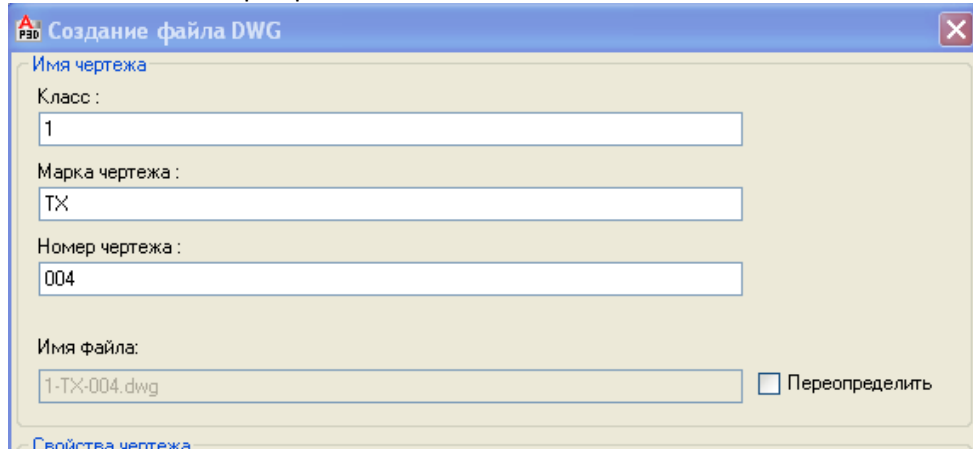 Создание файла DWG
Имя чертежа
Класс :
1
Марка чертежа :
TX
Номер чертежа :
004
Имя файла:
1-TX-004.dwg
Переопределить
Свойства чертежа